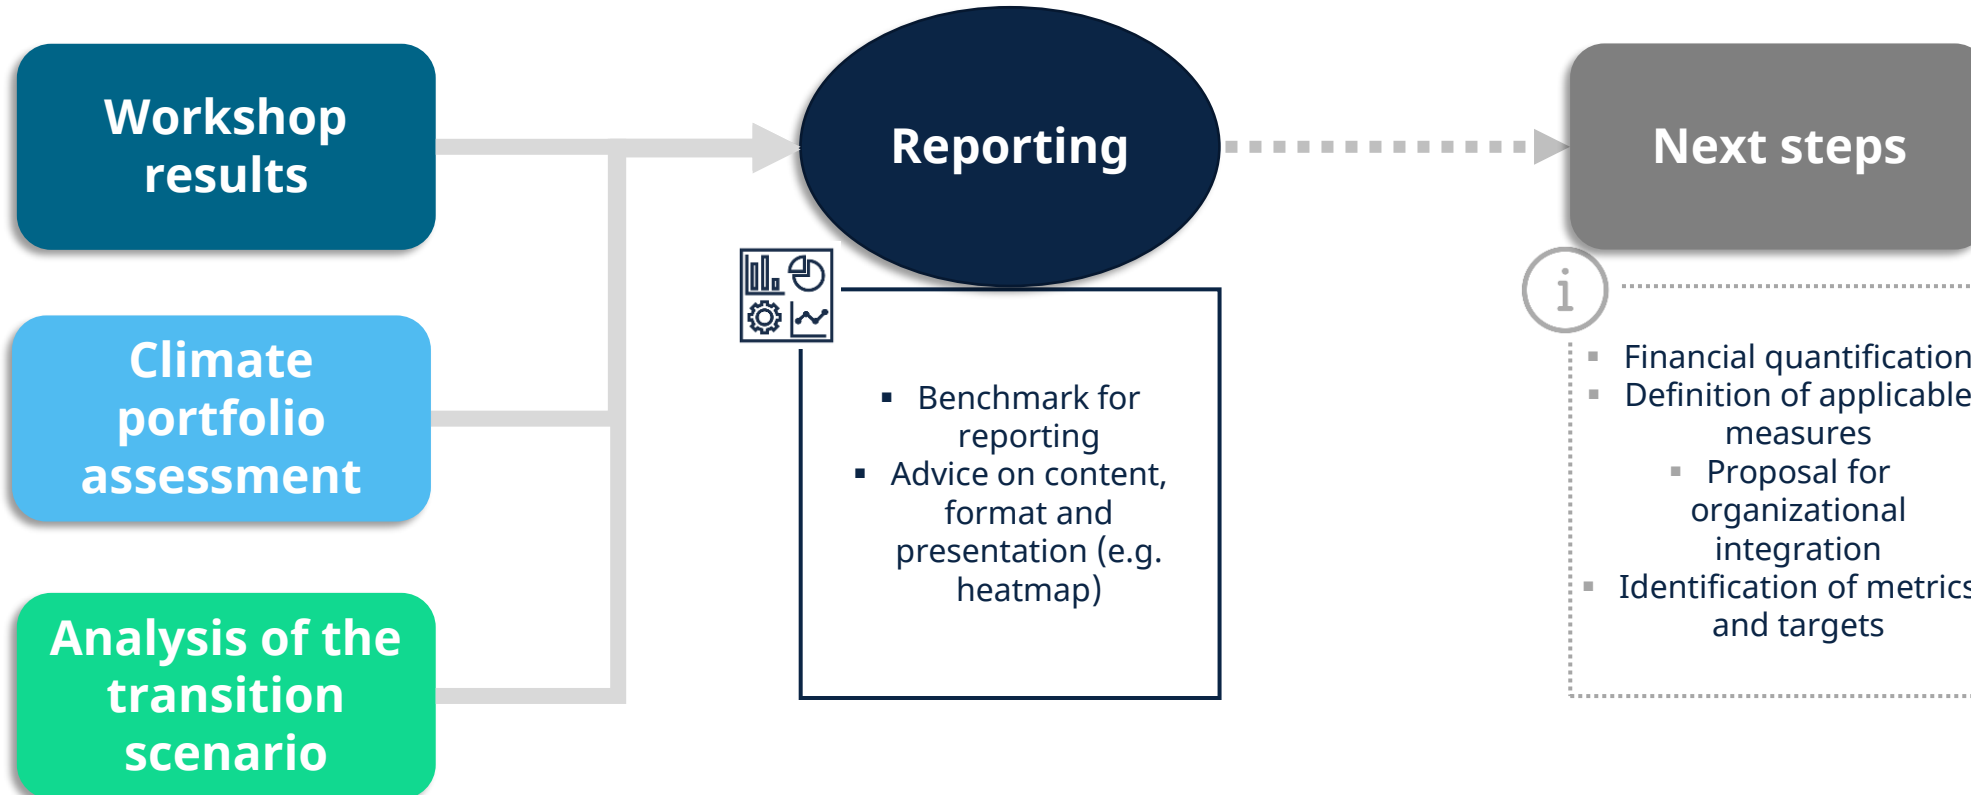 Workshop
results
Climate
portfolio
assessment
Analysis of the
transition
scenario
Reporting
▪ Benchmark for
reporting
▪ Advice on content,
format and
presentation (e.g.
heatmap)
Next steps
i
▪ Financial quantification
▪ Definition of applicable
measures
▪ Proposal for
organizational
integration
▪ Identification of metrics
and targets